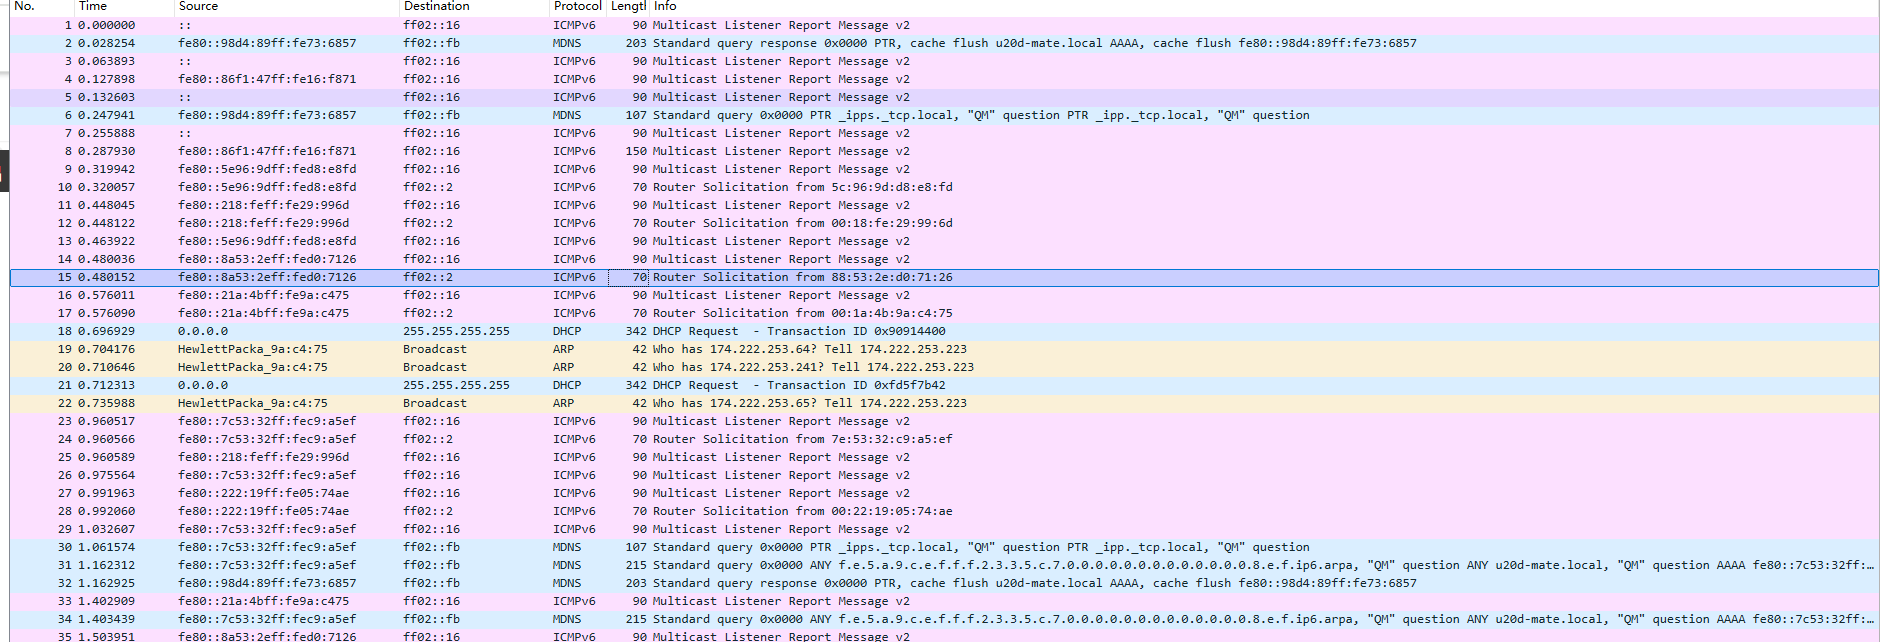 No. Time Source Destination Protocol Lengtl Info
1 0.000000 :: ff02::16 ICMPv6 90 Multicast Listener Report Message v2
2 0.028254 fe80::98d4:89ff:fe73:6857 ff02::fb MDNS 203 Standard query response 0x0000 PTR, cache flush u20d-mate.local AAAA, cache flush fe80::98d4:89ff:fe73:6857
3 0.063893 :: ff02::16 ICMPv6 90 Multicast Listener Report Message v2
4 0.127898 fe80::86f1:47ff:fe16:f871 ff02::16 ICMPv6 90 Multicast Listener Report Message v2
5 0.132603 :: ff02::16 ICMPv6 90 Multicast Listener Report Message v2
6 0.247941 fe80::98d4:89ff:fe73:6857 ff02::fb MDNS 107 Standard query 0x0000 PTR _ipps._tcp.local, "QM" question PTR _ipp._tcp.local, "QM" question
7 0.255888 :: ff02::16 ICMPv6 90 Multicast Listener Report Message v2
8 0.287930 fe80::86f1:47ff:fe16:f871 ff02::16 ICMPv6 150 Multicast Listener Report Message v2
9 0.319942 fe80::5e96:9dff:fed8:e8fd ff02::16 ICMPv6 90 Multicast Listener Report Message v2
10 0.320057 fe80::5e96:9dff:fed8:e8fd ff02::2 ICMPv6 70 Router Solicitation from 5c:96:9d:d8:e8:fd
11 0.448045 fe80::218:feff:fe29:996d ff02::16 ICMPv6 90 Multicast Listener Report Message v2
12 0.448122 fe80::218:feff:fe29:996d ff02::2 ICMPv6 70 Router Solicitation from 00:18:fe:29:99:6d
13 0.463922 fe80::5e96:9dff:fed8:e8fd ff02::16 ICMPv6 90 Multicast Listener Report Message v2
14 0.480036 fe80::8a53:2eff:fed0:7126 ff02::16 ICMPv6 90 Multicast Listener Report Message v2
15 0.480152 fe80::8a53:2eff:fed0:7126 ff02::2 ICMPv6 70 Router Solicitation from 88:53:2e:d0:71:26
16 0.576011 fe80::21a:4bff:fe9a:c475 ff02::16 ICMPv6 90 Multicast Listener Report Message v2
17 0.576090 fe80::21a:4bff:fe9a:c475 ff02::2 ICMPv6 70 Router Solicitation from 00:1a:4b:9a:c4:75
18 0.696929 0.0.0.0 255.255.255.255 DHCP 342 DHCP Request - Transaction ID 0x90914400
19 0.704176 HewlettPacka_9a:c4:75 Broadcast ARP 42 Who has 174.222.253.64? Tell 174.222.253.223
20 0.710646 HewlettPacka_9a:c4:75 Broadcast ARP 42 Who has 174.222.253.241? Tell 174.222.253.223
21 0.712313 0.0.0.0 255.255.255.255 DHCP 342 DHCP Request - Transaction ID 0xfd5f7b42
22 0.735988 HewlettPacka_9a:c4:75 Broadcast ARP 42 Who has 174.222.253.65? Tell 174.222.253.223
23 0.960517 fe80::7c53:32ff:fec9:a5ef ff02::16 ICMPv6 90 Multicast Listener Report Message v2
24 0.960566 fe80::7c53:32ff:fec9:a5ef ff02::2 ICMPv6 70 Router Solicitation from 7e:53:32:c9:a5:ef
25 0.960589 fe80::218:feff:fe29:996d ff02::16 ICMPv6 90 Multicast Listener Report Message v2
26 0.975564 fe80::7c53:32ff:fec9:a5ef ff02::16 ICMPv6 90 Multicast Listener Report Message v2
27 0.991963 fe80::222:19ff:fe05:74ae ff02::16 ICMPv6 90 Multicast Listener Report Message v2
28 0.992060 fe80::222:19ff:fe05:74ae ff02::2 ICMPv6 70 Router Solicitation from 00:22:19:05:74:ae
29 1.032607 fe80::7c53:32ff:fec9:a5ef ff02::16 ICMPv6 90 Multicast Listener Report Message v2
30 1.061574 fe80::7c53:32ff:fec9:a5ef ff02::fb MDNS 107 Standard query 0x0000 PTR _ipps._tcp.local, "QM" question PTR _ipp._tcp.local, "QM" question
31 1.162312 fe80::7c53:32ff:fec9:a5ef ff02::fb MDNS 215 Standard query 0x0000 ANY f.e.5.a.9.c.e.f.f.f.2.3.3.5.c.7.0.0.0.0.0.0.0.0.0.0.0.0.0.8.e.f.ip6.arpa, "QM" question ANY u20d-mate.local, "QM" question AAAA fe80::7c53:32ff:…
32 1.162925 fe80::98d4:89ff:fe73:6857 ff02::fb MDNS 203 Standard query response 0x0000 PTR, cache flush u20d-mate.local AAAA, cache flush fe80::98d4:89ff:fe73:6857
33 1.402909 fe80::21a:4bff:fe9a:c475 ff02::16 ICMPv6 90 Multicast Listener Report Message v2
34 1.403439 fe80::7c53:32ff:fec9:a5ef ff02::fb MDNS 215 Standard query 0x0000 ANY f.e.5.a.9.c.e.f.f.f.2.3.3.5.c.7.0.0.0.0.0.0.0.0.0.0.0.0.0.8.e.f.ip6.arpa, "QM" question ANY u20d-mate.local, "QM" question AAAA fe80::7c53:32ff:…
35 1.503951 fe80::8a53:2eff:fed0:7126 ff02::16 ICMPv6 90 Multicast Listener Report Message v2